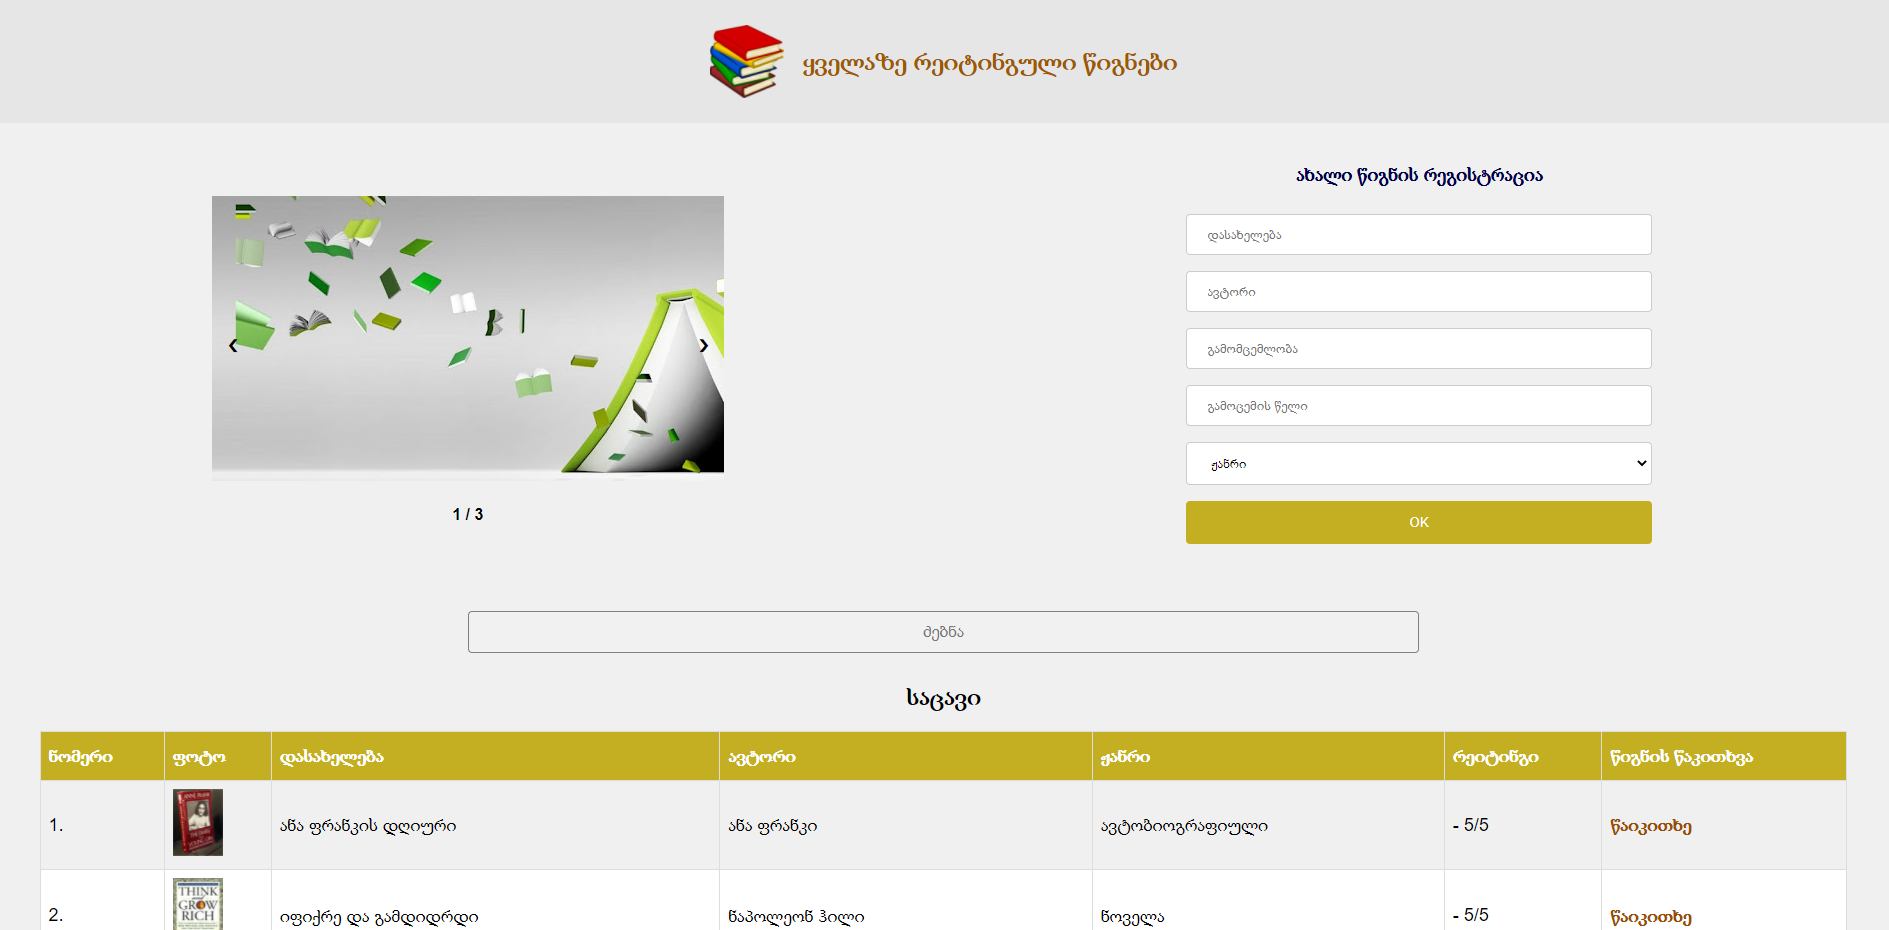 ყველაზე რეიტინგული წიგნები
ახალი წიგნის რეგისტრაცია
დასახელება
ავტორი
გამომცემლობა
გამოცემის წელი
ჟანრი
OK
❮ ❯
1 / 3
ძებნა
საცავი
ნომერი ფოტო დასახელება ავტორი ჟანრი რეიტინგი წიგნის წაკითხვა
1. ანა ფრანკის დღიური ანა ფრანკი ავტობიოგრაფიული - 5/5 წაიკითხე
THINK
GROW
RICH
2. იფიქრე და გამდიდრდი ნაპოლეონ ჰილი ნოველა - 5/5 წაიკითხე